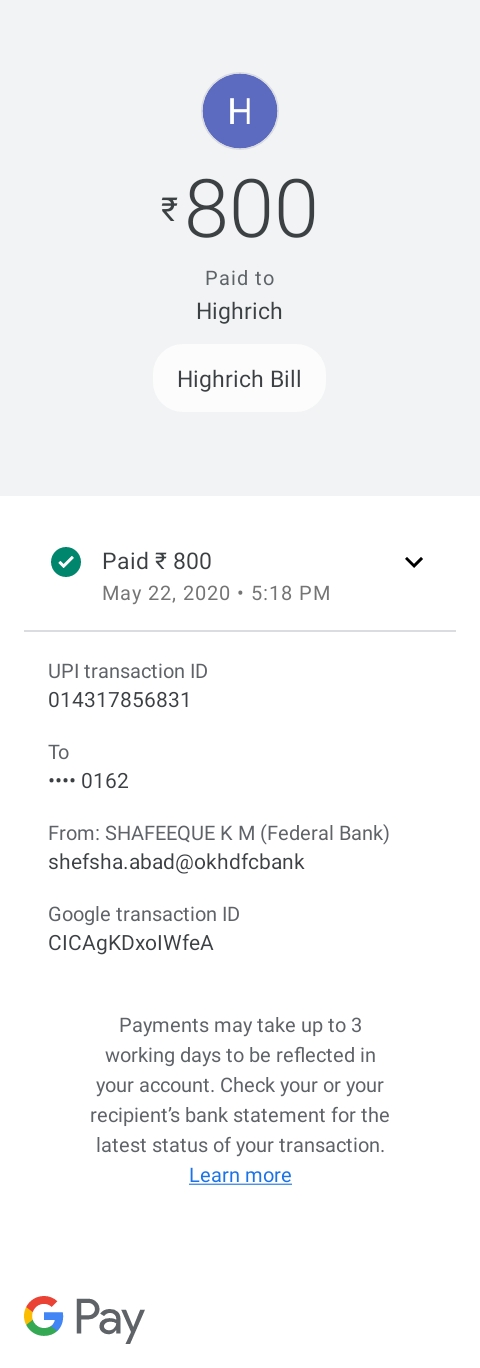 H
₹800
Paid to
Highrich
Highrich Bill
Paid ₹ 800
May 22, 2020 • 5:18 PM
UPI transaction ID
014317856831
To
•••• 0162
From: SHAFEEQUE K M (Federal Bank)
shefsha.abad@okhdfcbank
Google transaction ID
CICAgKDxoIWfeA
Payments may take up to 3
working days to be reflected in
your account. Check your or your
recipient’s bank statement for the
latest status of your transaction.
Learn more
G Pay